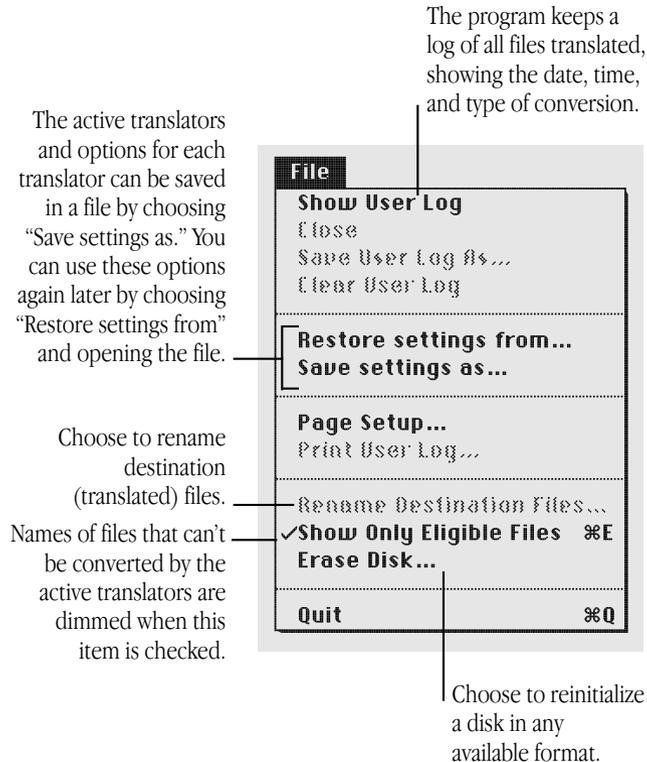 The program keeps a
log of all files translated,
showing the date, time,
and type of conversion.
The active translators
and options for each
translator can be saved
in a file by choosing
“Save settings as.” You
can use these options
again later by choosing
“Restore settings from”
and opening the file.
File
Show User Log
Close
Save User Log As...
Clear User Log
Restore settings from...
Save settings as...
Page Setup...
Print User Log...
Choose to rename
destination
(translated) files.
Rename Destination Files...
Names of files that can’t
be converted by the
active translators are
dimmed when this
item is checked.
✓Show Only Eligible Files ⌘E
Erase Disk...
Quit ⌘Q
Choose to reinitialize
a disk in any
available format.